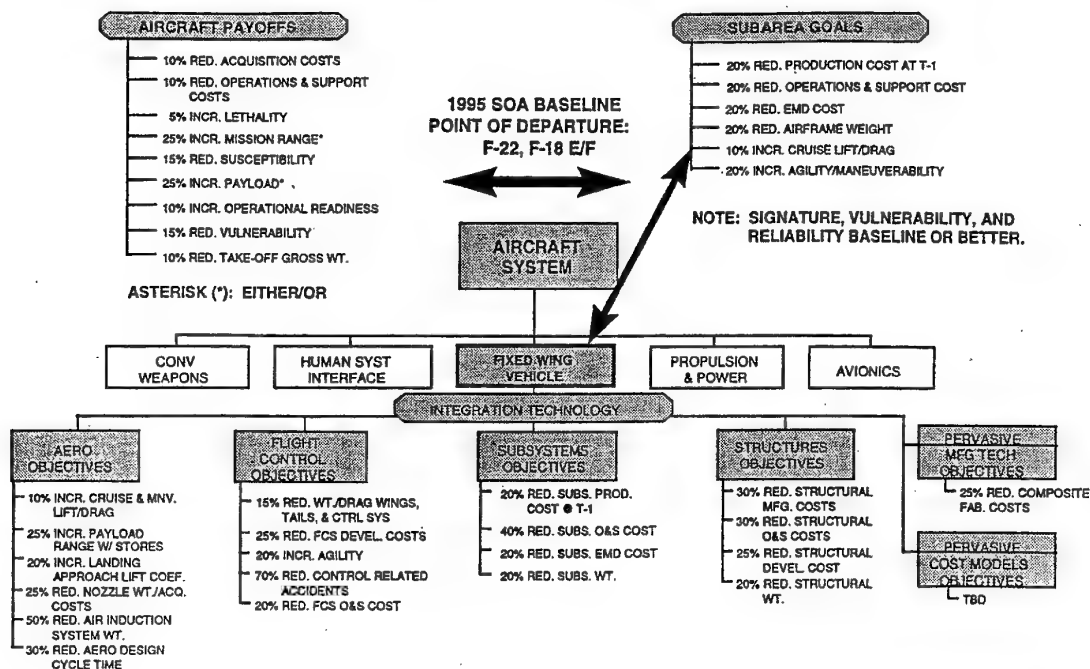 AIRCRAFT PAYOFFS
10% RED. ACQUISITION COSTS
10% RED. OPERATIONS & SUPPORT
COSTS
5% INCR. LETHALITY
25% INCR. MISSION RANGE*
15% RED. SUSCEPTIBILITY
25% INCR. PAYLOAD*
10% INCR. OPERATIONAL READINESS
15% RED. VULNERABILITY
10% RED. TAKE-OFF GROSS WT.
ASTERISK (*): EITHER/OR
1995 SOA BASELINE
POINT OF DEPARTURE:
F-22, F-18 E/F
SUBAREA GOALS
20% RED. PRODUCTION COST AT T-1
20% RED. OPERATIONS & SUPPORT COST
20% RED. EMD COST
20% RED. AIRFRAME WEIGHT
10% INCR. CRUISE LIFT/DRAG
20% INCR. AGILITY/MANEUVERABILITY
NOTE: SIGNATURE, VULNERABILITY, AND
RELIABILITY BASELINE OR BETTER.
AIRCRAFT
SYSTEM
CONV
WEAPONS
HUMAN SYST
INTERFACE
FIXED WING
VEHICLE
PROPULSION
& POWER
AVIONICS
INTEGRATION TECHNOLOGY
AERO
OBJECTIVES
10% INCR. CRUISE & MNV.
LIFT/DRAG
25% INCR. PAYLOAD
RANGE W/ STORES
20% INCR. LANDING
APPROACH LIFT COEF.
25% RED. NOZZLE WT./ACQ.
COSTS
50% RED. AIR INDUCTION
SYSTEM WT.
30% RED. AERO DESIGN
CYCLE TIME
FLIGHT
CONTROL
OBJECTIVES
15% RED. WT./DRAG WINGS,
TAILS, & CTRL SYS
25% RED. FCS DEVEL. COSTS
20% INCR. AGILITY
70% RED. CONTROL RELATED
ACCIDENTS
20% RED. FCS O&S COST
SUBSYSTEMS
OBJECTIVES
20% RED. SUBS. PROD.
COST @ T-1
40% RED. SUBS. O&S COST
20% RED. SUBS. EMD COST
20% RED. SUBS. WT.
STRUCTURES
OBJECTIVES
30% RED. STRUCTURAL
MFG. COSTS
30% RED. STRUCTURAL
O&S COSTS
25% RED. STRUCTURAL
DEVEL. COST
20% RED. STRUCTURAL
WT.
PERVASIVE
MFG TECH
OBJECTIVES
25% RED. COMPOSITE
FAB. COSTS
PERVASIVE
COST MODELS
OBJECTIVES
TBD